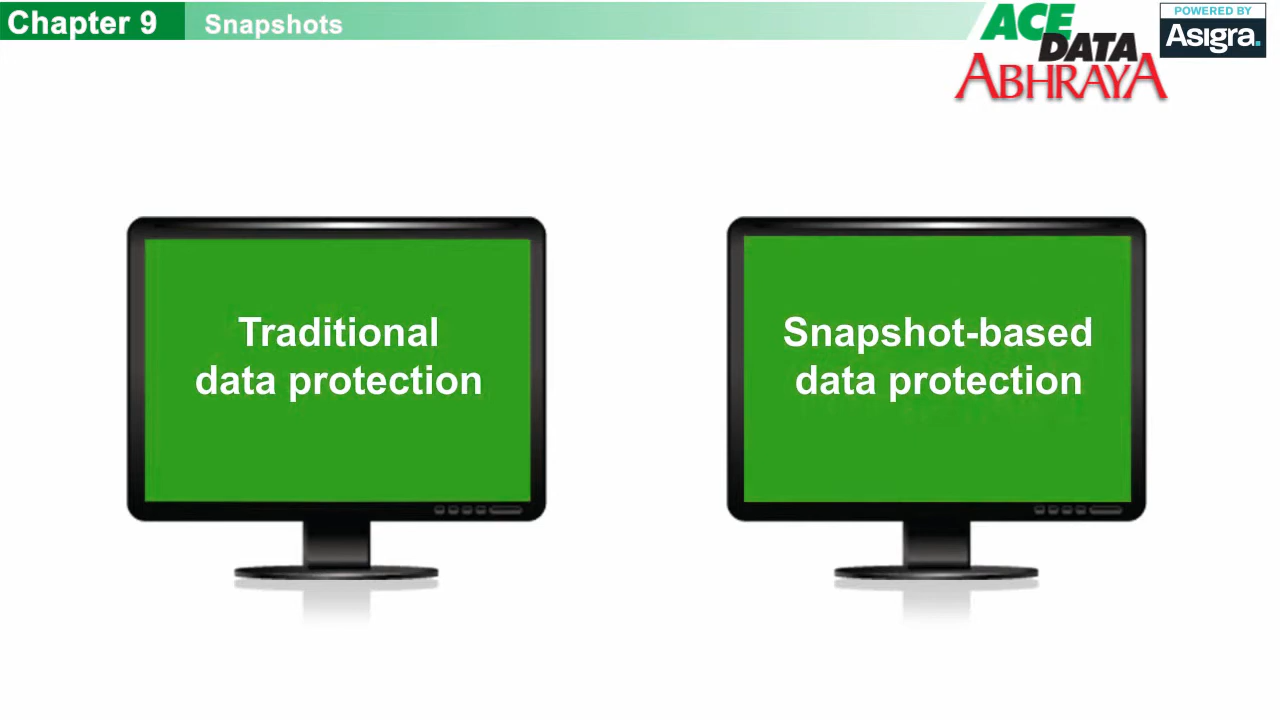 Chapter 9
Snapshots
ACE
DATA
ABHRAYA
POWERED BY
Asigra.
Traditional
data protection
Snapshot-based
data protection